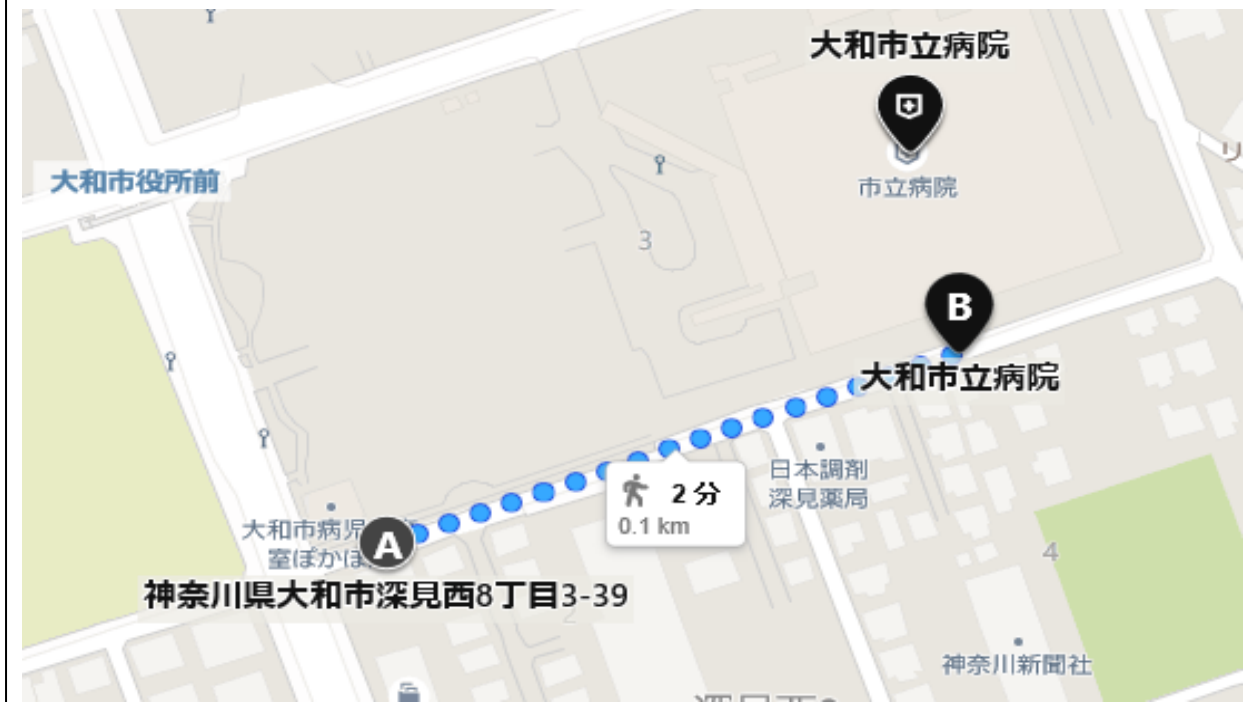 大和市立病院
大和市役所前
市立病院
3
B
大和市立病院
日本調剤
深見薬局
2 分
0.1 km
大和市病児
室ぽかぽ
A
神奈川県大和市深見西8丁目3-39
2
4
神奈川新聞社
リ